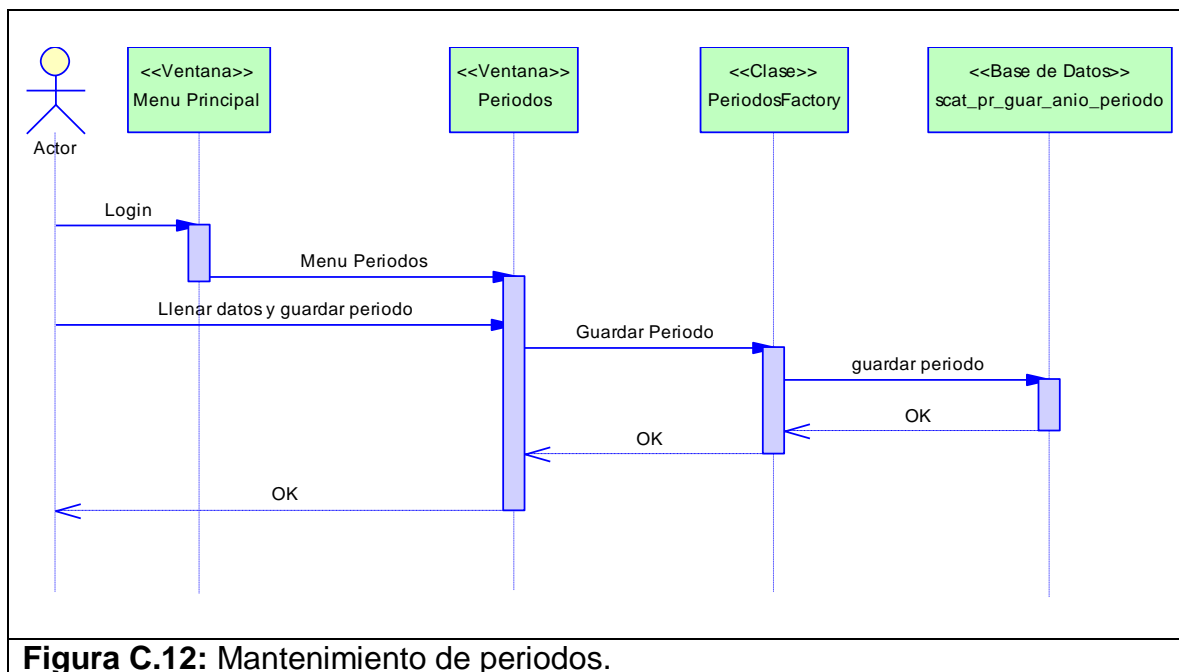 <<Ventana>>
Menu Principal
<<Ventana>>
Periodos
<<Clase>>
PeriodosFactory
<<Base de Datos>>
scat_pr_guar_anio_periodo
Actor
Login
Menu Periodos
Llenar datos y guardar periodo
Guardar Periodo
guardar periodo
OK
OK
OK
Figura C.12: Mantenimiento de periodos.